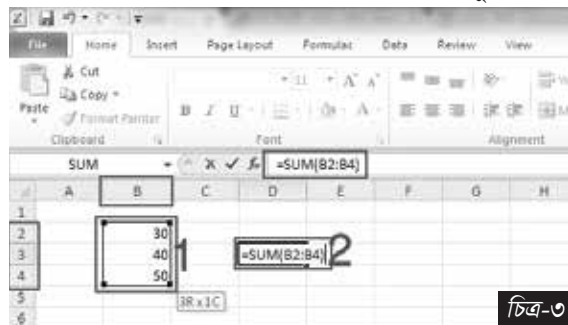 File Home Insert Page Layout Formulas Data Review View
Cut
Copy
Paste
Format Painter
11 A A
B I U
Clipboard Font Alignment
SUM =SUM(B2:B4)
A B C D E F G H
1
2 30
3 40 1 =SUM(B2:B4) 2
4 50
5 3R x 1C
6
চিত্র-৩